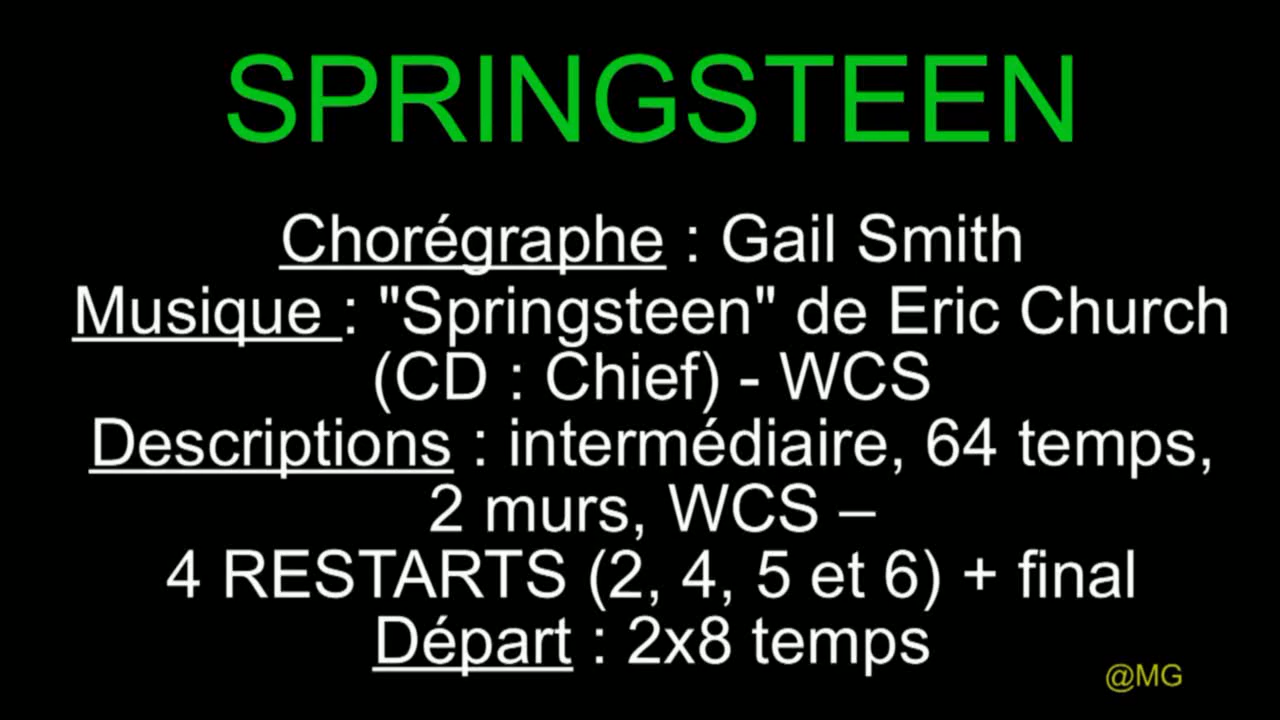 SPRINGSTEEN
Chorégraphe : Gail Smith
Musique : "Springsteen" de Eric Church
(CD : Chief) - WCS
Descriptions : intermédiaire, 64 temps,
2 murs, WCS –
4 RESTARTS (2, 4, 5 et 6) + final
Départ : 2x8 temps
@MG